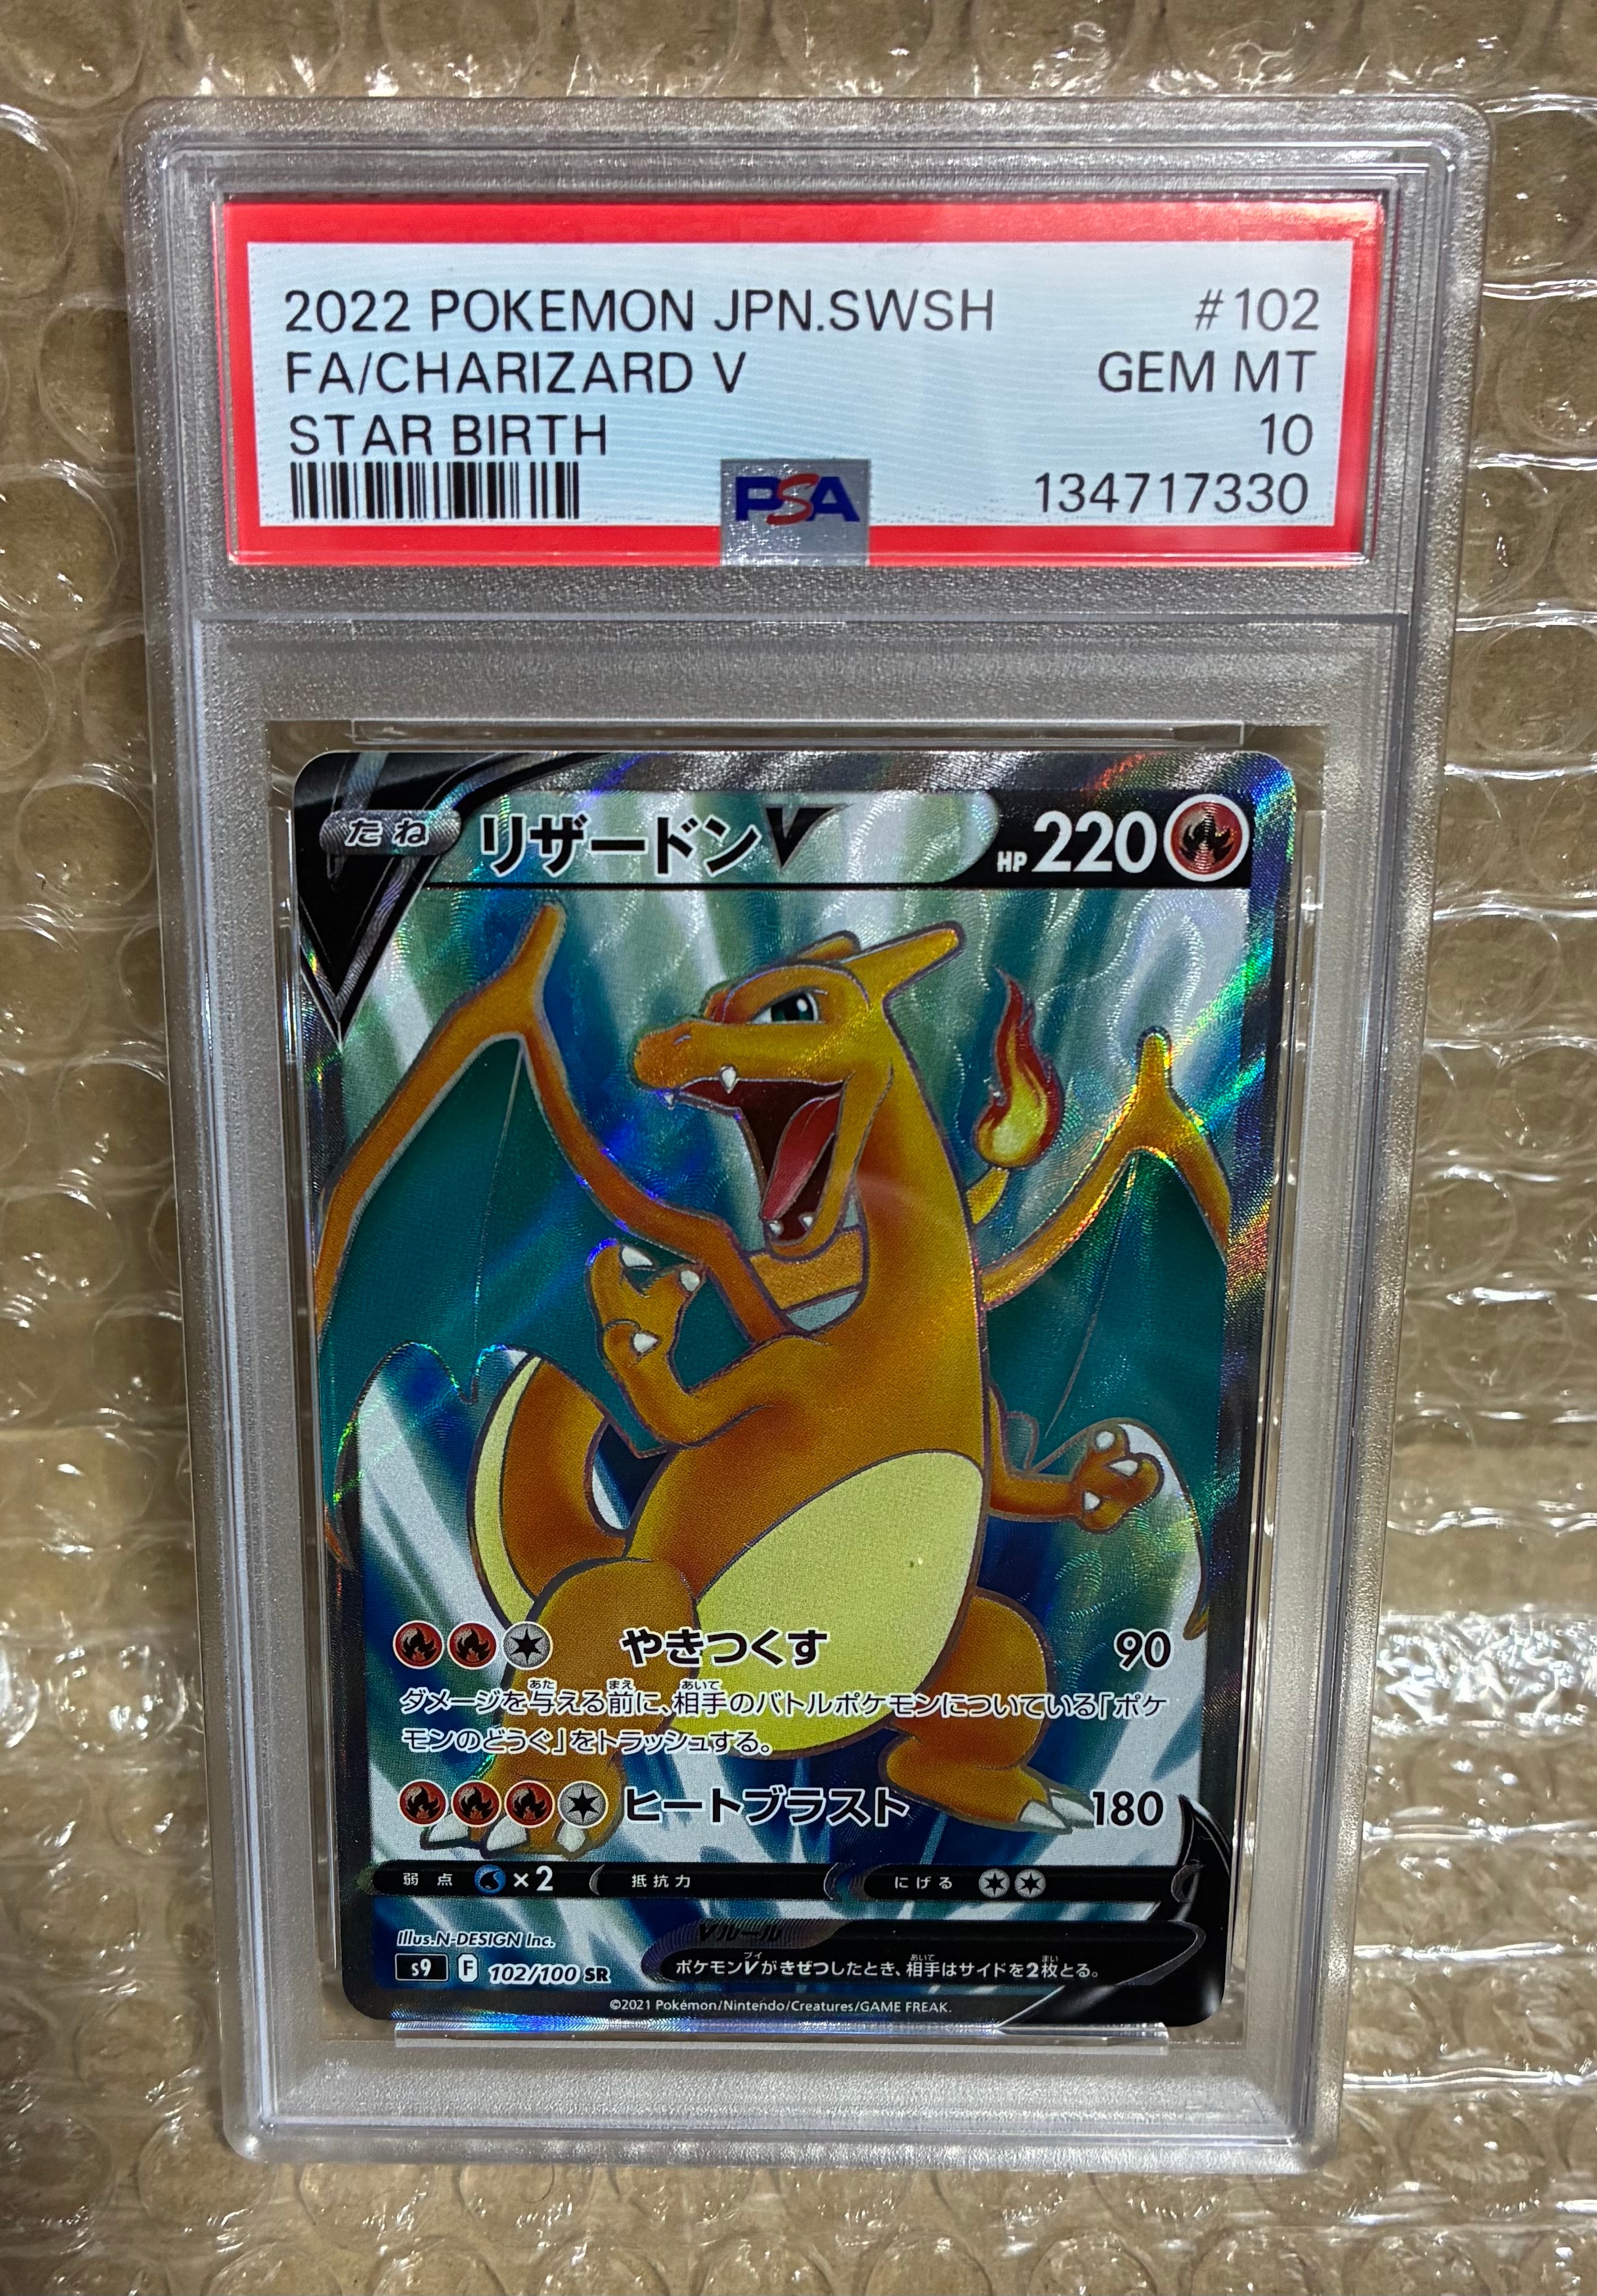 2022 POKEMON JPN.SWSH #102
FA/CHARIZARD V GEM MT
STAR BIRTH 10
PSA 134717330
たね リザードンV HP 220
やきつくす 90
ダメージを与える前に、相手のバトルポケモンについている「ポケ
モンのどうぐ」をトラッシュする。
ヒートブラスト 180
弱点 ×2 抵抗力 にげる
Illus.N-DESIGN Inc. Vルール
s9 F 102/100 SR ポケモンVがきぜつしたとき、相手はサイドを2枚とる。
©2021 Pokémon/Nintendo/Creatures/GAME FREAK.